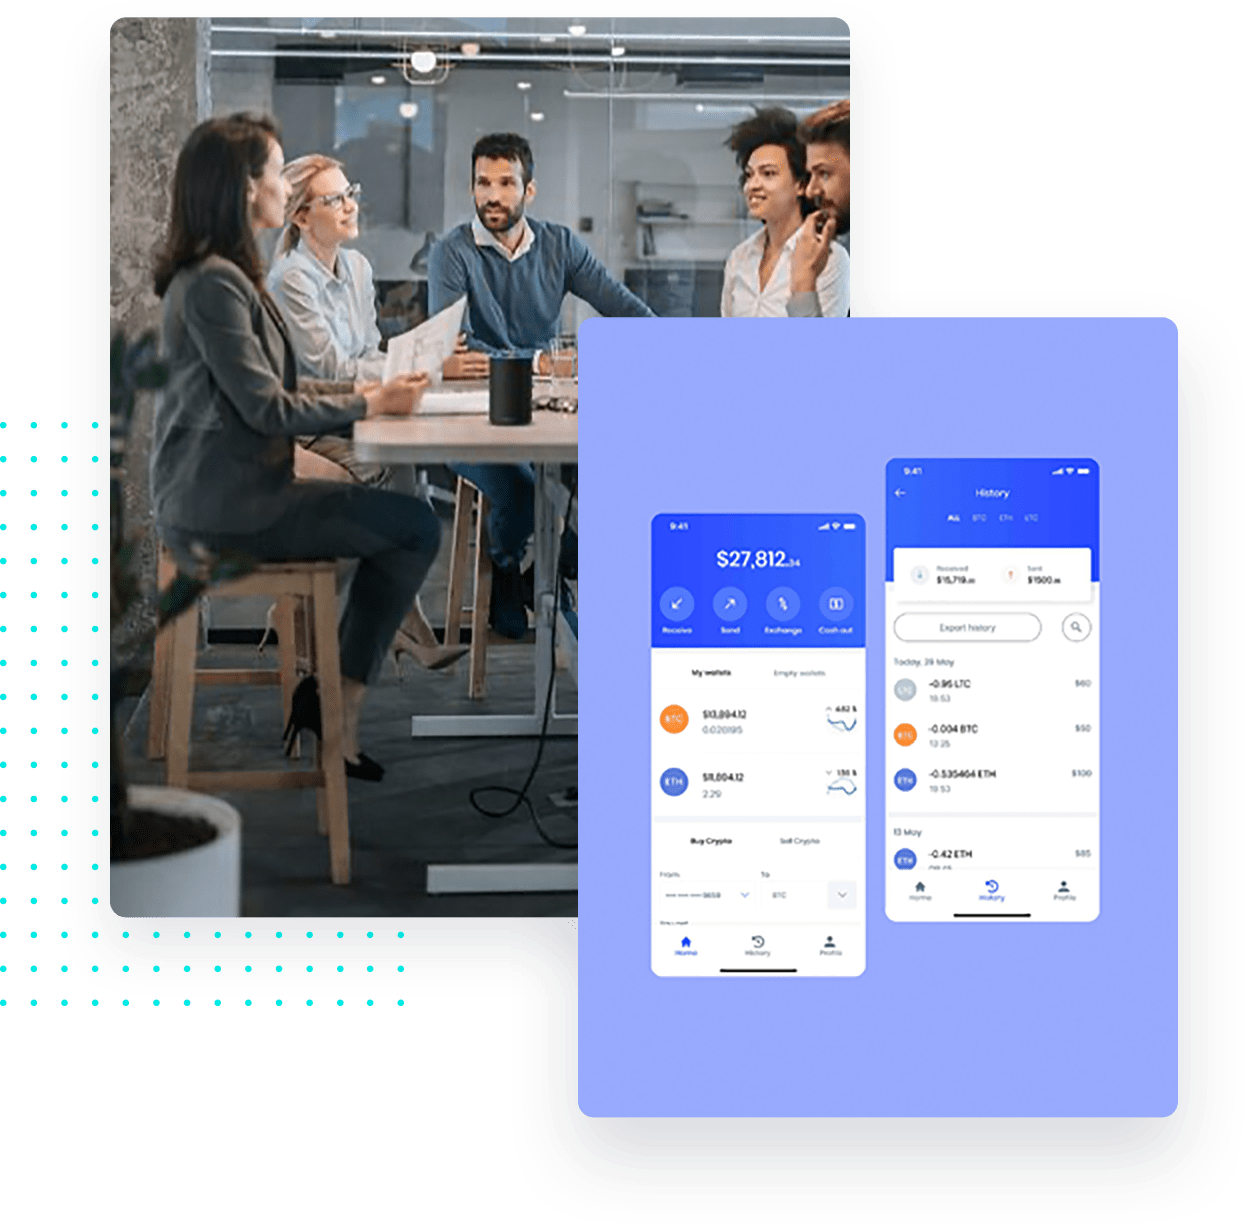 9:41
$27,812.34
Receive Send Exchange Cash out
My wallets Empty wallets
BTC $13,894.12 4.82 %
0.020195
ETH $11,804.12
2.29
Buy Crypto Sell Crypto
From To
BTC
Home History Profile
9:41
History
ALL BTC ETH LTC
Received Sent
$15,719.00 $1500
Export history
Today, 29 May
LTC -0.95 LTC $60
18:53
BTC -0.004 BTC $50
13:25
ETH -0.535464 ETH $100
19:53
13 May
ETH -0.42 ETH $85
Home History Profile